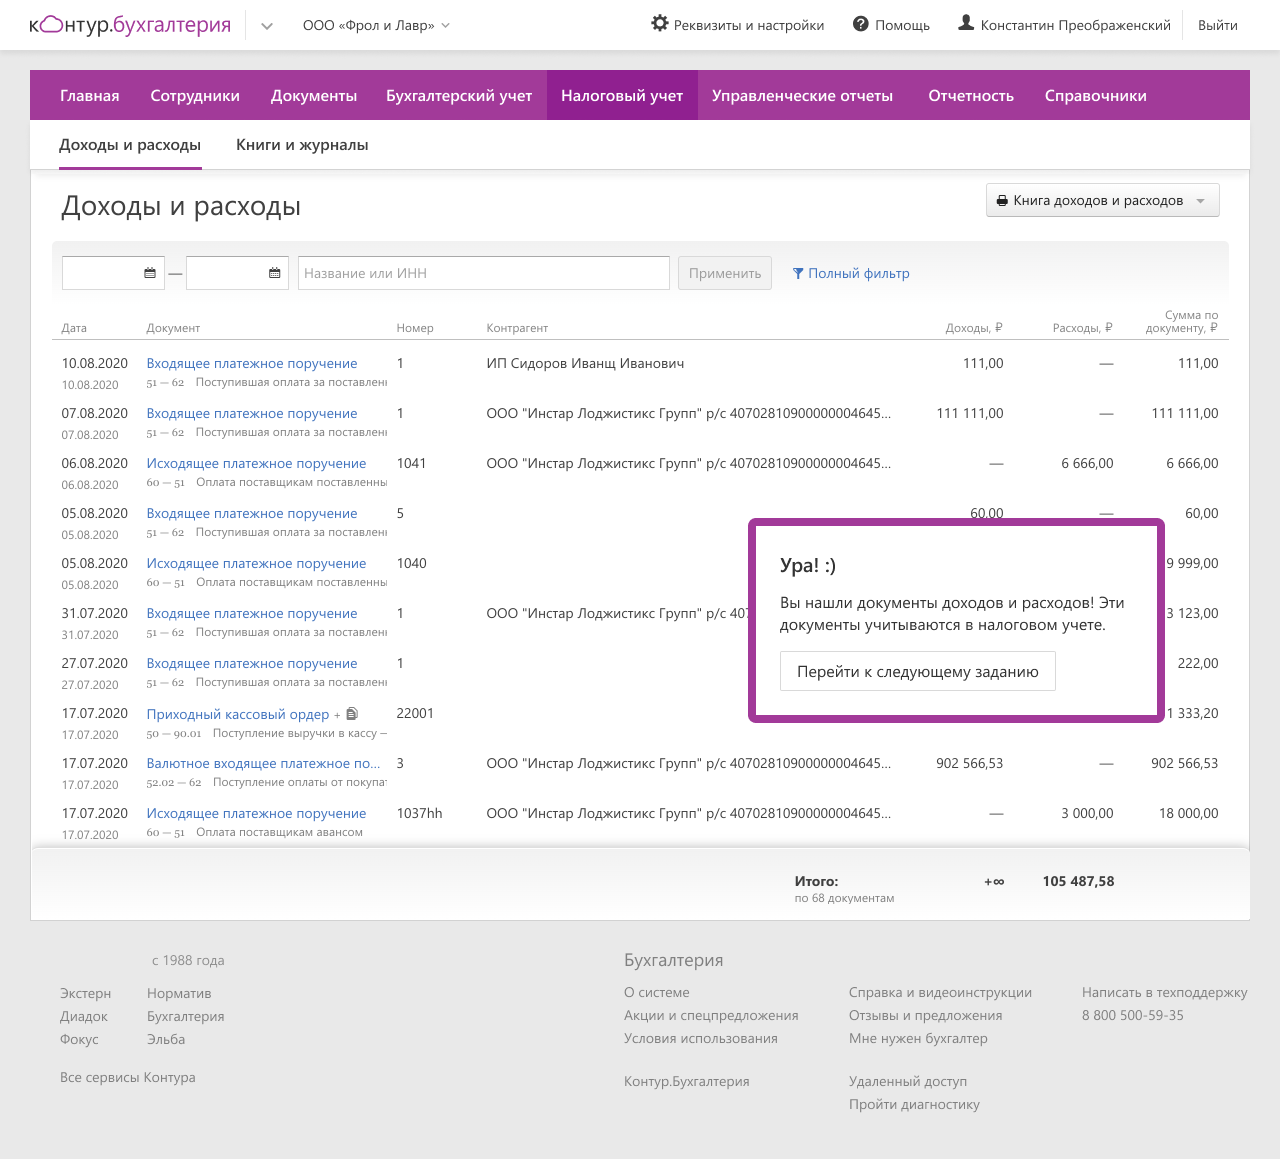 контур.бухгалтерия
ООО «Фрол и Лавр»
Реквизиты и настройки
Помощь
Константин Преображенский
Выйти
Главная Сотрудники Документы Бухгалтерский учет Налоговый учет Управленческие отчеты Отчетность Справочники
Доходы и расходы Книги и журналы
Доходы и расходы
Книга доходов и расходов
— Название или ИНН Применить Полный фильтр
Дата Документ Номер Контрагент Доходы, ₽ Расходы, ₽ Сумма по документу, ₽
10.08.2020 Входящее платежное поручение 1 ИП Сидоров Иванщ Иванович 111,00 — 111,00
10.08.2020 51 — 62 Поступившая оплата за поставлен
07.08.2020 Входящее платежное поручение 1 ООО "Инстар Лоджистикс Групп" р/с 40702810900000004645... 111 111,00 — 111 111,00
07.08.2020 51 — 62 Поступившая оплата за поставлен
06.08.2020 Исходящее платежное поручение 1041 ООО "Инстар Лоджистикс Групп" р/с 40702810900000004645... — 6 666,00 6 666,00
06.08.2020 60 — 51 Оплата поставщикам поставленны
05.08.2020 Входящее платежное поручение 5 60,00 — 60,00
05.08.2020 51 — 62 Поступившая оплата за поставлен
05.08.2020 Исходящее платежное поручение 1040 9 999,00
05.08.2020 60 — 51 Оплата поставщикам поставленны
31.07.2020 Входящее платежное поручение 1 ООО "Инстар Лоджистикс Групп" р/с 407 3 123,00
31.07.2020 51 — 62 Поступившая оплата за поставлен
27.07.2020 Входящее платежное поручение 1 222,00
27.07.2020 51 — 62 Поступившая оплата за поставлен
17.07.2020 Приходный кассовый ордер + 22001 1 333,20
17.07.2020 50 — 90.01 Поступление выручки в кассу —
17.07.2020 Валютное входящее платежное по... 3 ООО "Инстар Лоджистикс Групп" р/с 40702810900000004645... 902 566,53 — 902 566,53
17.07.2020 52.02 — 62 Поступление оплаты от покупат
17.07.2020 Исходящее платежное поручение 1037hh ООО "Инстар Лоджистикс Групп" р/с 40702810900000004645... — 3 000,00 18 000,00
17.07.2020 60 — 51 Оплата поставщикам авансом
Ура! :)
Вы нашли документы доходов и расходов! Эти
документы учитываются в налоговом учете.
Перейти к следующему заданию
Итого: +∞ 105 487,58
по 68 документам
с 1988 года
Экстерн Норматив
Диадок Бухгалтерия
Фокус Эльба
Все сервисы Контура
Бухгалтерия
О системе Справка и видеоинструкции Написать в техподдержку
Акции и спецпредложения Отзывы и предложения 8 800 500-59-35
Условия использования Мне нужен бухгалтер
Контур.Бухгалтерия Удаленный доступ
Пройти диагностику